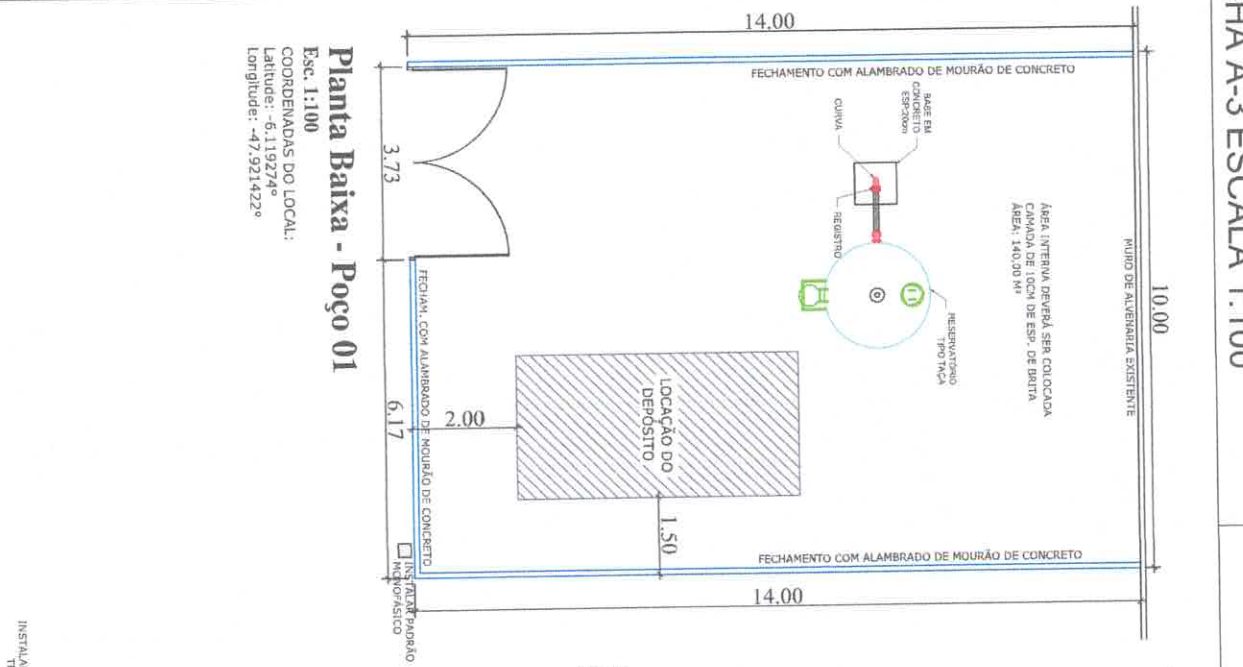 HA A-3 ESCALA 1:100
10.00
MURO DE ALVENARIA EXISTENTE
14.00
FECHAMENTO COM ALAMBRADO DE MOURÃO DE CONCRETO
ÁREA INTERNA DEVERÁ SER COLOCADA
CAMADA DE 10CM DE ESP. DE BRITA
ÁREA: 140,00 M²
BASE EM
CONCRETO
ESP:20cm
CURVA
REGISTRO
RESERVATÓRIO
TIPO TAÇA
LOCAÇÃO DO
DEPÓSITO
2.00
1.50
FECHAMENTO COM ALAMBRADO DE MOURÃO DE CONCRETO
14.00
FECHAM. COM ALAMBRADO DE MOURÃO DE CONCRETO
3.73
6.17
INSTALAR PADRÃO
MONOFÁSICO
Planta Baixa - Poço 01
Esc. 1:100
COORDENADAS DO LOCAL:
Latitude: -6.119274°
Longitude: -47.921422°
INSTALA